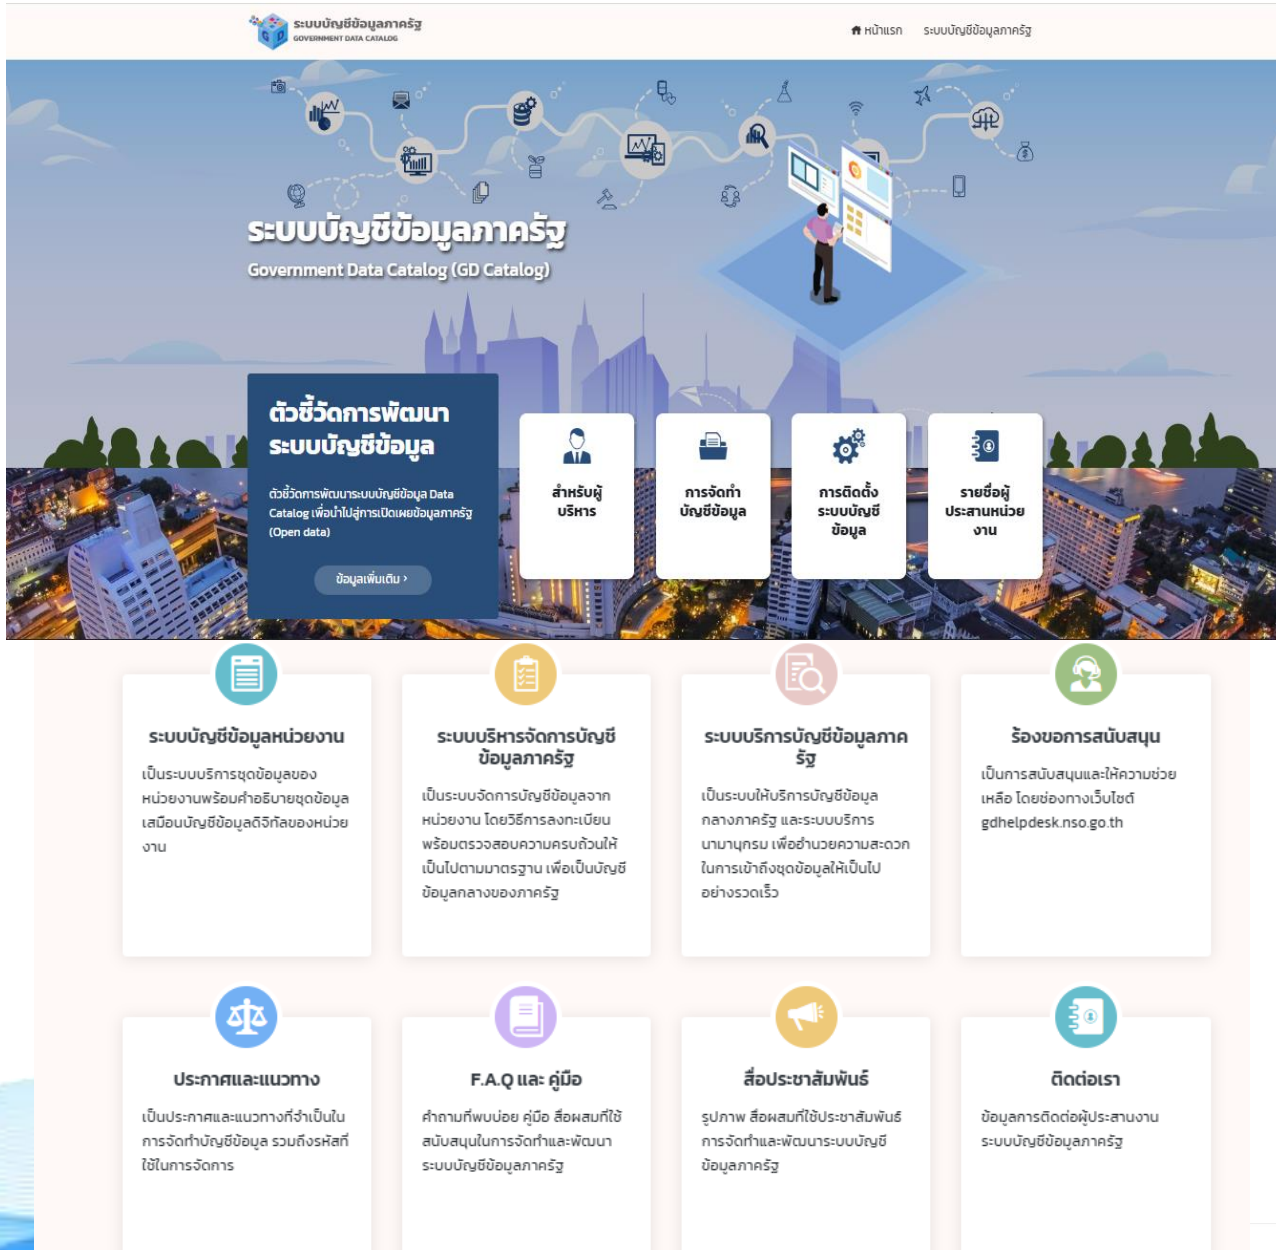 ระบบบัญชีข้อมูลภาครัฐ
GOVERNMENT DATA CATALOG
หน้าแรก ระบบบัญชีข้อมูลภาครัฐ
ระบบบัญชีข้อมูลภาครัฐ
Government Data Catalog (GD Catalog)
ตัวชี้วัดการพัฒนา
ระบบบัญชีข้อมูล
ตัวชี้วัดการพัฒนาระบบบัญชีข้อมูล Data
Catalog เพื่อนำไปสู่การเปิดเผยข้อมูลภาครัฐ
(Open data)
ข้อมูลเพิ่มเติม ›
สำหรับผู้
บริหาร
การจัดทำ
บัญชีข้อมูล
การติดตั้ง
ระบบบัญชี
ข้อมูล
รายชื่อผู้
ประสานหน่วย
งาน
ระบบบัญชีข้อมูลหน่วยงาน
เป็นระบบบริการชุดข้อมูลของ
หน่วยงานพร้อมคำอธิบายชุดข้อมูล
เสมือนบัญชีข้อมูลดิจิทัลของหน่วย
งาน
ระบบบริหารจัดการบัญชี
ข้อมูลภาครัฐ
เป็นระบบจัดการบัญชีข้อมูลจาก
หน่วยงาน โดยวิธีการลงทะเบียน
พร้อมตรวจสอบความครบถ้วนให้
เป็นไปตามมาตรฐาน เพื่อเป็นบัญชี
ข้อมูลกลางของภาครัฐ
ระบบบริการบัญชีข้อมูลภาค
รัฐ
เป็นระบบให้บริการบัญชีข้อมูล
กลางภาครัฐ และระบบบริการ
นามานุกรม เพื่ออำนวยความสะดวก
ในการเข้าถึงชุดข้อมูลให้เป็นไป
อย่างรวดเร็ว
ร้องขอการสนับสนุน
เป็นการสนับสนุนและให้ความช่วย
เหลือ โดยช่องทางเว็บไซต์
gdhelpdesk.nso.go.th
ประกาศและแนวทาง
เป็นประกาศและแนวทางที่จำเป็นใน
การจัดทำบัญชีข้อมูล รวมถึงรหัสที่
ใช้ในการจัดการ
F.A.Q และ คู่มือ
คำถามที่พบบ่อย คู่มือ สื่อผสมที่ใช้
สนับสนุนในการจัดทำและพัฒนา
ระบบบัญชีข้อมูลภาครัฐ
สื่อประชาสัมพันธ์
รูปภาพ สื่อผสมที่ใช้ประชาสัมพันธ์
การจัดทำและพัฒนาระบบบัญชี
ข้อมูลภาครัฐ
ติดต่อเรา
ข้อมูลการติดต่อผู้ประสานงาน
ระบบบัญชีข้อมูลภาครัฐ